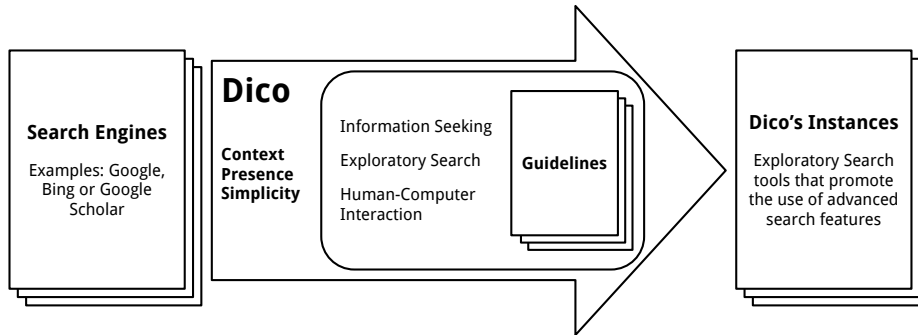 Search Engines
Examples: Google,
Bing or Google
Scholar
Dico
Context
Presence
Simplicity
Information Seeking
Exploratory Search
Human-Computer
Interaction
Guidelines
Dico's Instances
Exploratory Search
tools that promote
the use of advanced
search features